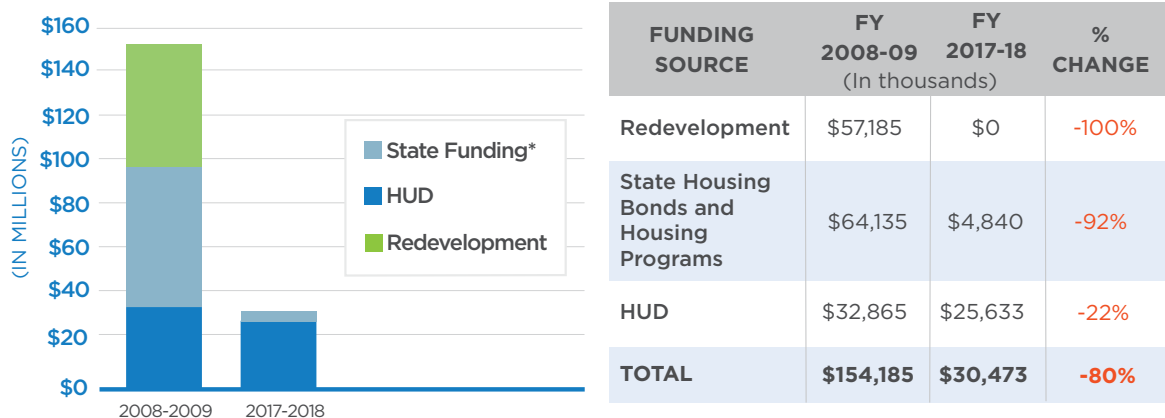 $160
$140
$120
$100
$80
$60
$40
$20
$0
(IN MILLIONS)
2008-2009
2017-2018
State Funding*
HUD
Redevelopment
FUNDING SOURCE
FY 2008-09
FY 2017-18
(In thousands)
% CHANGE
Redevelopment $57,185 $0 -100%
State Housing
Bonds and
Housing
Programs
$64,135 $4,840 -92%
HUD $32,865 $25,633 -22%
TOTAL $154,185 $30,473 -80%